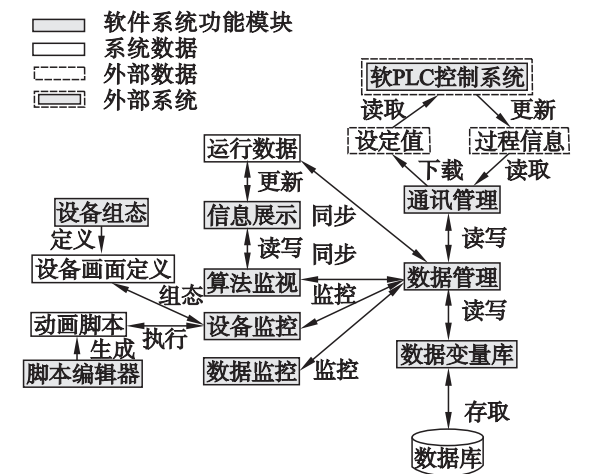 软件系统功能模块
系统数据
外部数据
外部系统
软PLC控制系统
读取
更新
设定值
过程信息
下载
读取
通讯管理
运行数据
更新
信息展示
同步
读写
读写
同步
算法监视
数据管理
设备组态
定义
设备画面定义
组态
监控
读写
动画脚本
执行
设备监控
生成
脚本编辑器
数据监控
监控
数据变量库
存取
数据库